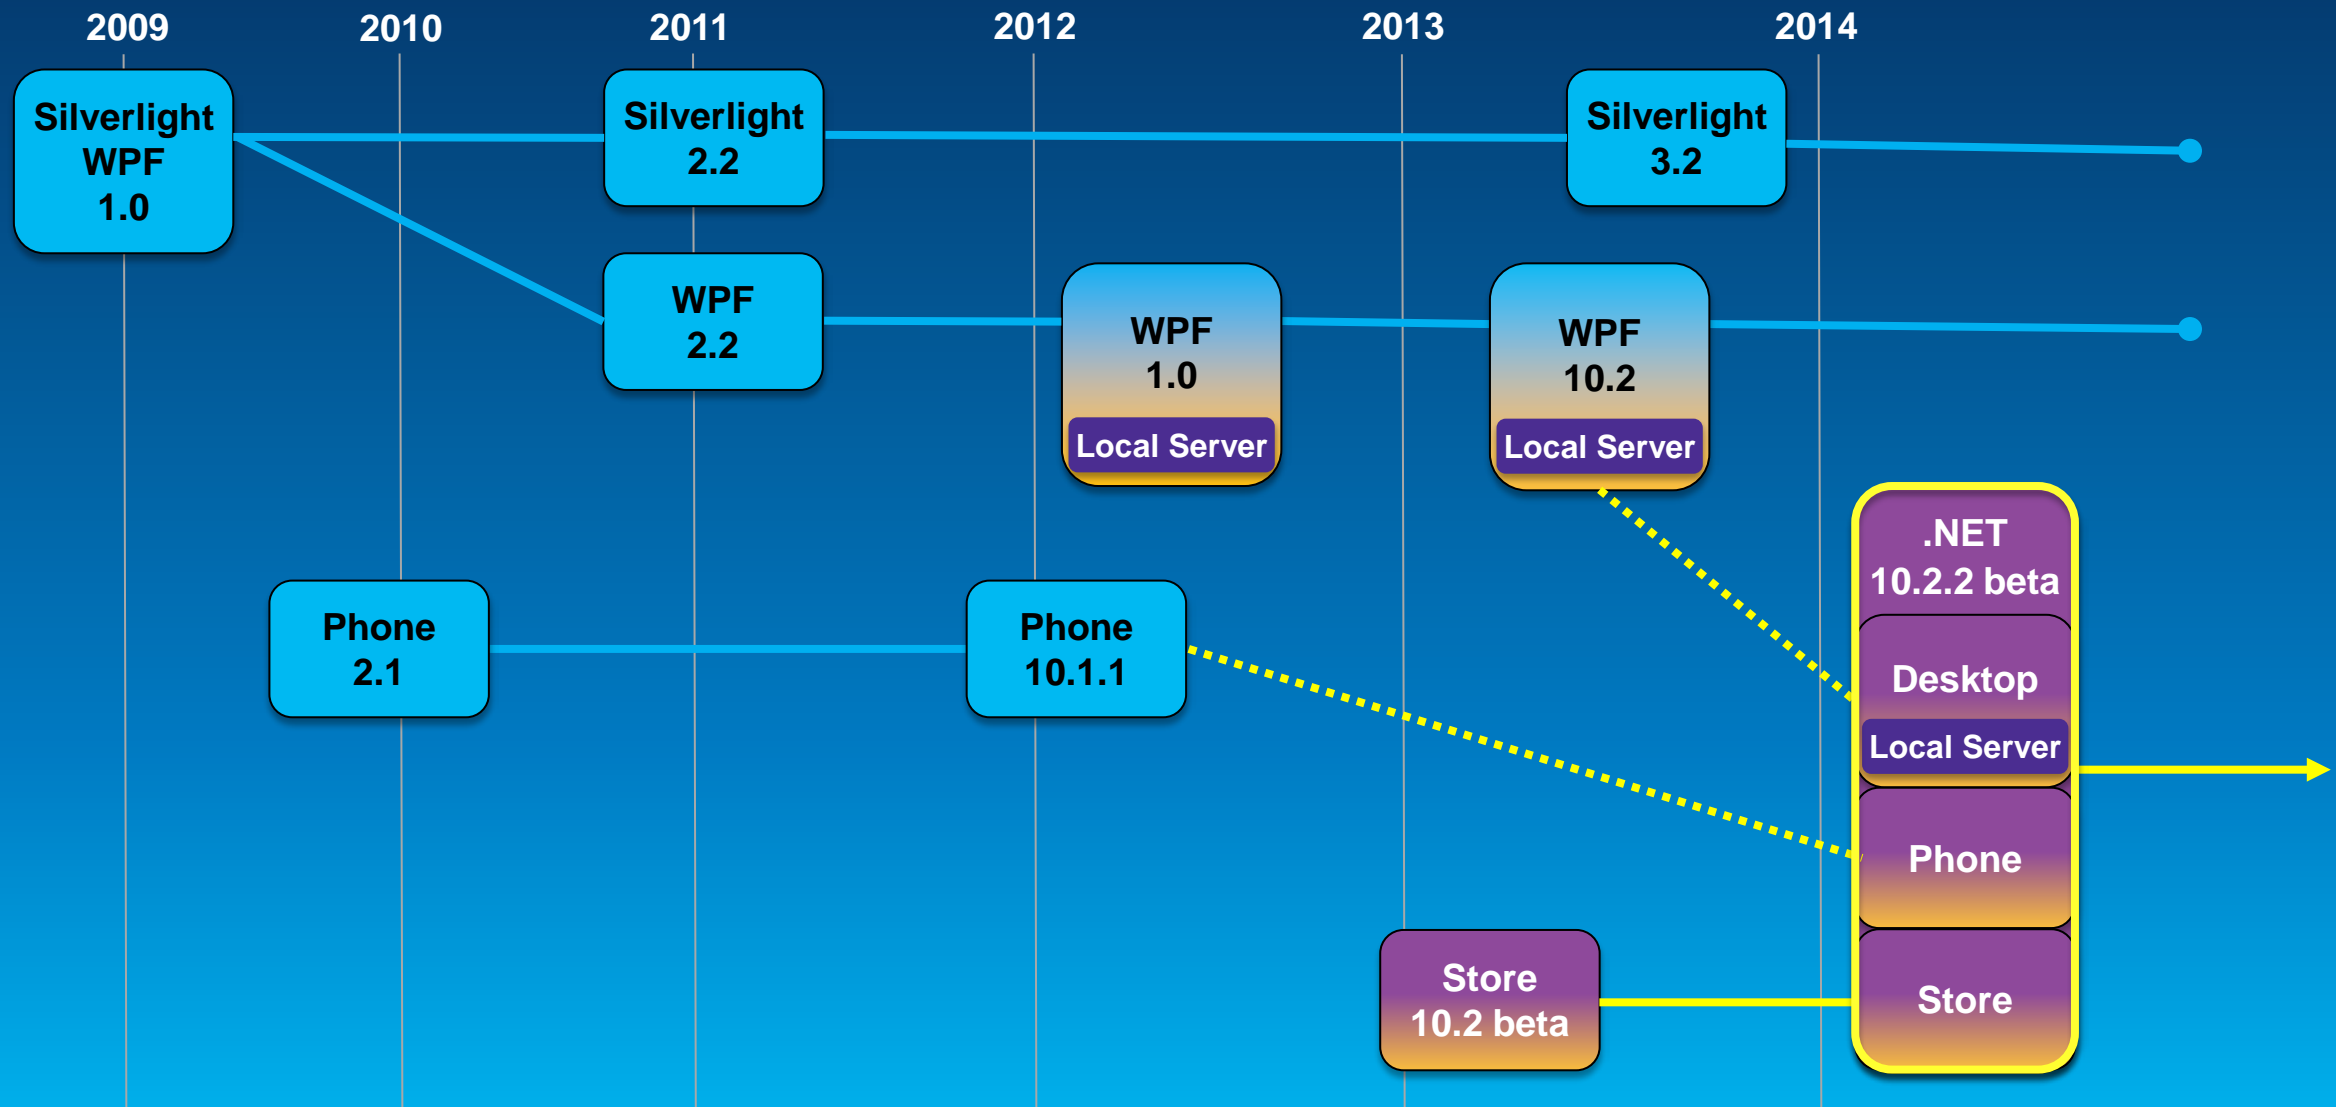 2009
2010
2011
2012
2013
2014
Silverlight
WPF
1.0
Silverlight
2.2
Silverlight
3.2
WPF
2.2
WPF
1.0
Local Server
WPF
10.2
Local Server
Phone
2.1
Phone
10.1.1
Store
10.2 beta
.NET
10.2.2 beta
Desktop
Local Server
Phone
Store